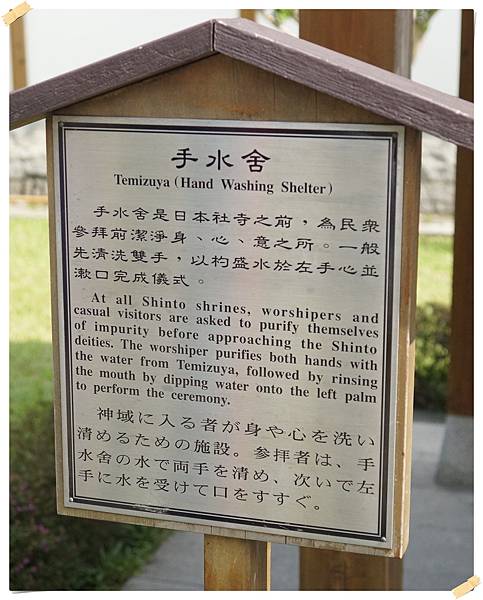 手水舍
Temizuya (Hand Washing Shelter)
手水舍是日本社寺之前，為民衆
參拜前潔淨身、心、意之所。一般
先清洗雙手，以杓盛水於左手心並
漱口完成儀式。
At all Shinto shrines, worshipers and
casual visitors are asked to purify themselves
of impurity before approaching the Shinto
deities. The worshiper purifies both hands with
the water from Temizuya, followed by rinsing
the mouth by dipping water onto the left palm
to perform the ceremony.
神域に入る者が身や心を洗い
清めるための施設。参拝者は、手
水舎の水で両手を清め、次いで左
手に水を受けて口をすすぐ。